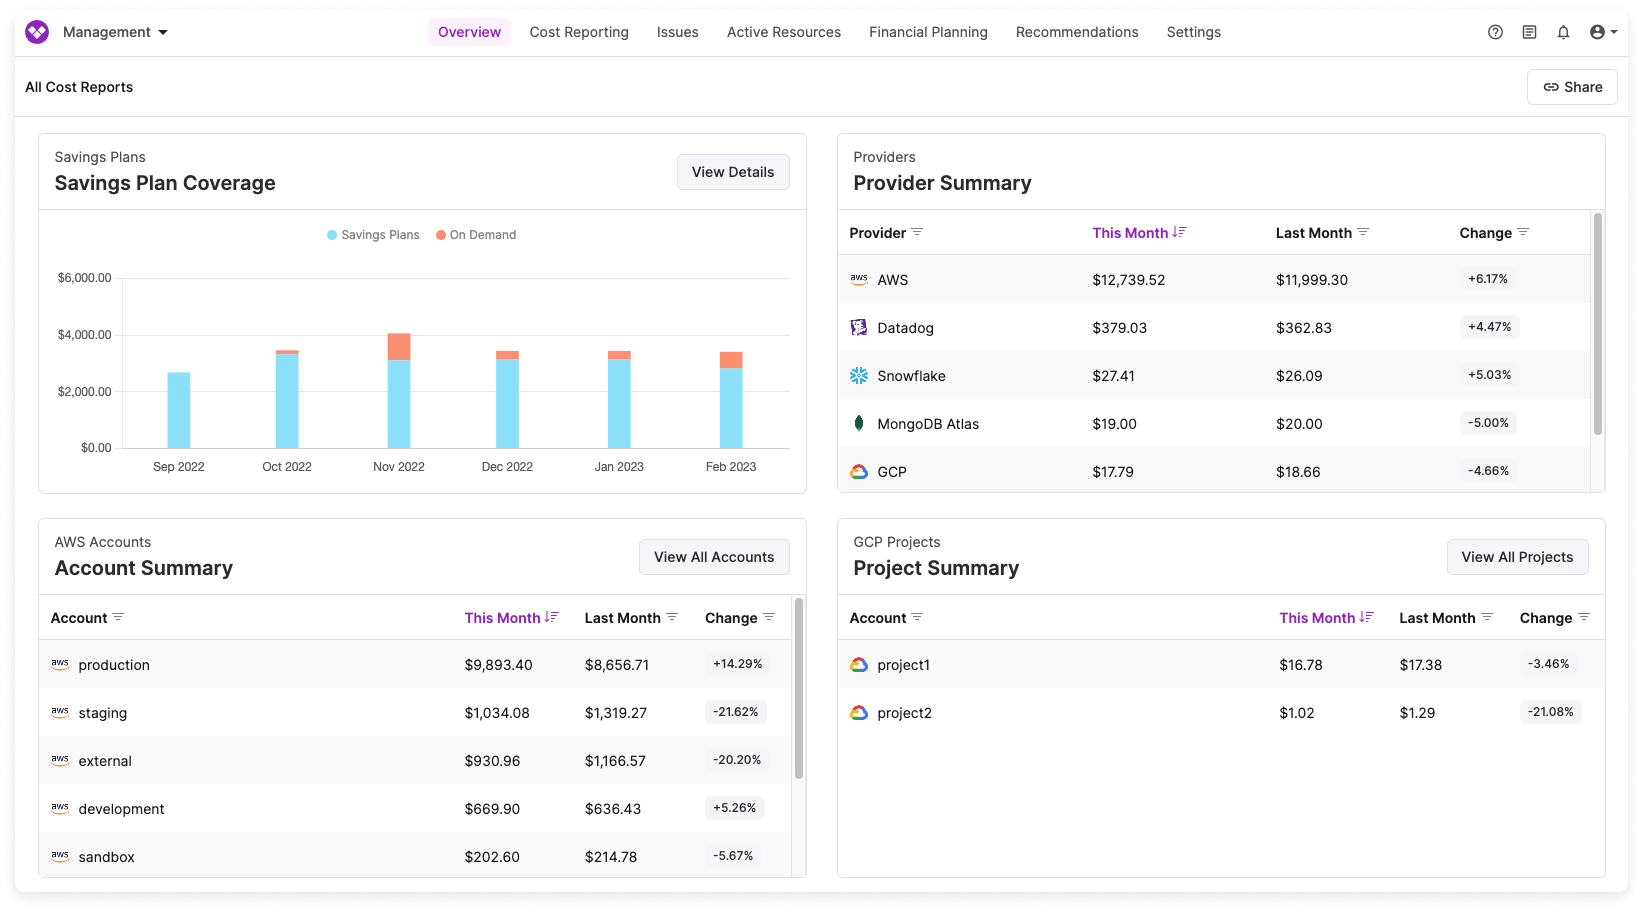 Management
Overview Cost Reporting Issues Active Resources Financial Planning Recommendations Settings
All Cost Reports
Share
Savings Plans
Savings Plan Coverage
View Details
Savings Plans On Demand
$6,000.00
$4,000.00
$2,000.00
$0.00
Sep 2022 Oct 2022 Nov 2022 Dec 2022 Jan 2023 Feb 2023
Providers
Provider Summary
Provider This Month Last Month Change
aws AWS $12,739.52 $11,999.30 +6.17%
Datadog $379.03 $362.83 +4.47%
Snowflake $27.41 $26.09 +5.03%
MongoDB Atlas $19.00 $20.00 -5.00%
GCP $17.79 $18.66 -4.66%
AWS Accounts
Account Summary
View All Accounts
Account This Month Last Month Change
aws production $9,893.40 $8,656.71 +14.29%
aws staging $1,034.08 $1,319.27 -21.62%
aws external $930.96 $1,166.57 -20.20%
aws development $669.90 $636.43 +5.26%
aws sandbox $202.60 $214.78 -5.67%
GCP Projects
Project Summary
View All Projects
Account This Month Last Month Change
project1 $16.78 $17.38 -3.46%
project2 $1.02 $1.29 -21.08%